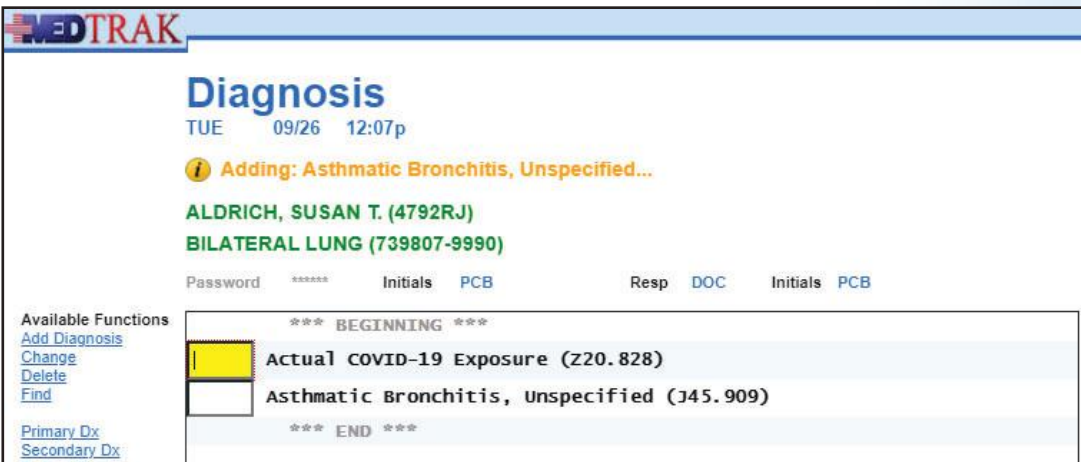 MEDTRAK
Diagnosis
TUE 09/26 12:07p
i Adding: Asthmatic Bronchitis, Unspecified...
ALDRICH, SUSAN T. (4792RJ)
BILATERAL LUNG (739807-9990)
Password ****** Initials PCB Resp DOC Initials PCB
Available Functions
Add Diagnosis
Change
Delete
Find
Primary Dx
Secondary Dx
*** BEGINNING ***
Actual COVID-19 Exposure (Z20.828)
Asthmatic Bronchitis, Unspecified (J45.909)
*** END ***